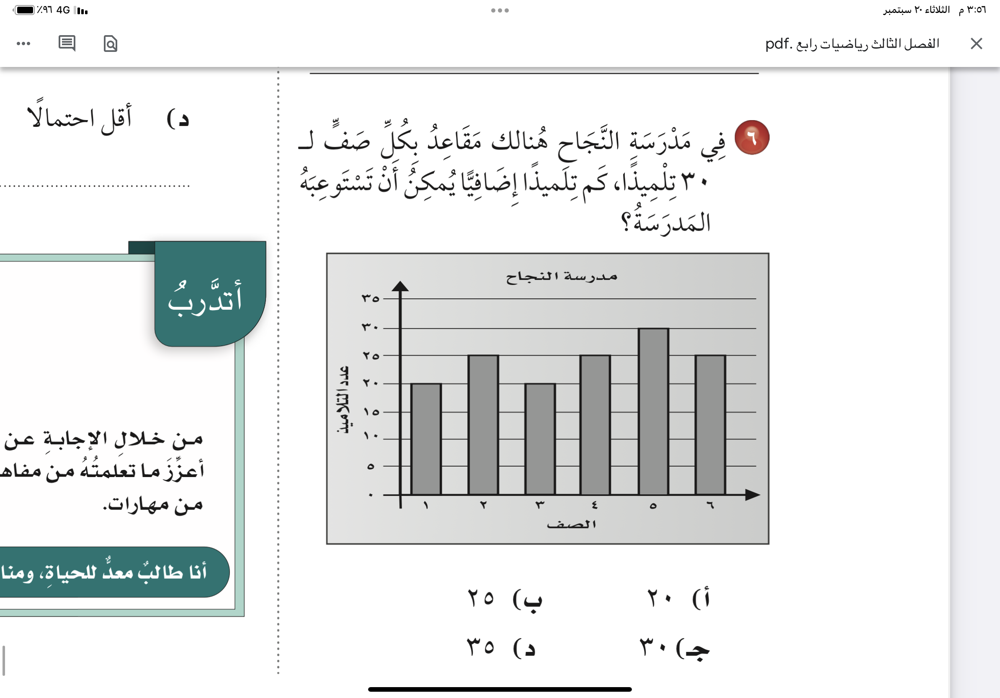 ٣:٥٦ م الثلاثاء ٢٠ سبتمبر
٪٩٦ 4G
الفصل الثالث رياضيات رابع .pdf
٦
فِي مَدْرَسَةِ النَّجَاح هُنالك مَقَاعِدُ بِكُلِّ صَفٍّ لـ
٣٠ تِلْمِيذًا، كَم تِلَميذًا إِضَافِيًّا يُمكِنُ أَنْ تَسْتَوعِبَهُ
المَدرَسَةُ؟
مدرسة النجاح
٣٥
٣٠
٢٥
٢٠
١٥
١٠
٥
٠
عدد التلاميذ
١ ٢ ٣ ٤ ٥ ٦
الصف
أ) ٢٠ ب) ٢٥
جـ) ٣٠ د) ٣٥
د) أقل احتمالًا
أتدَّربُ
من خلالِ الإجابةِ عن
أعزِّزَ ما تعلمتُهُ من مفاه
من مهارات.
أنا طالبٌ معدٌّ للحياةِ، ومنا